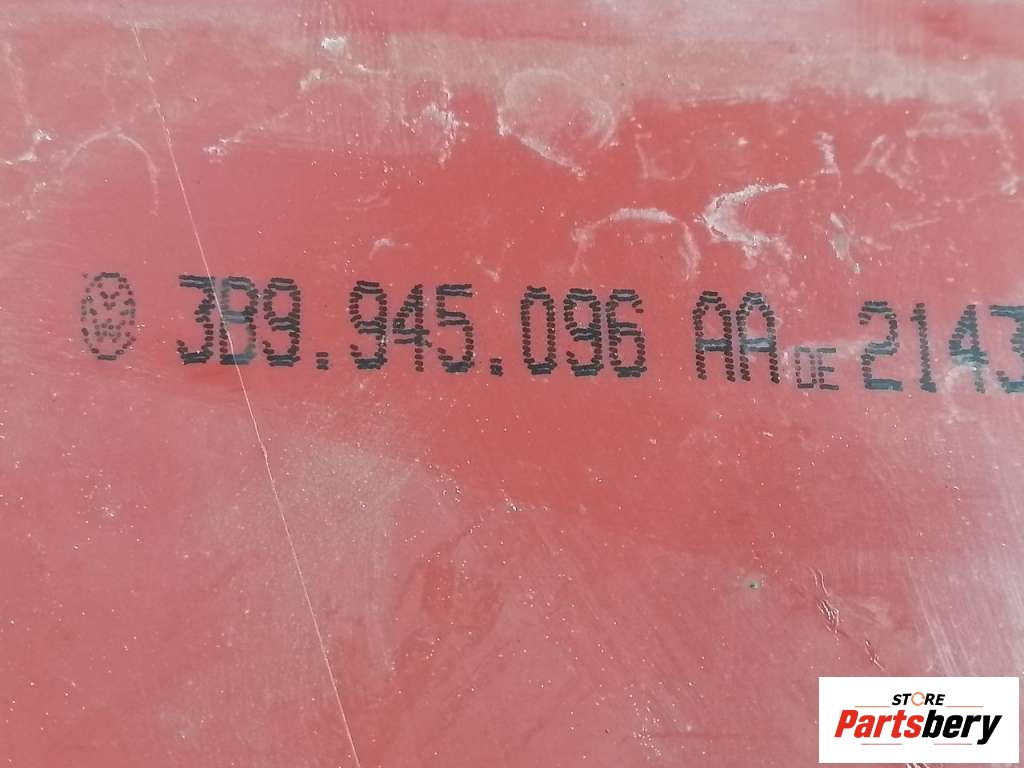 3B9.945.096 AA DE 2143
STORE
Partsbery